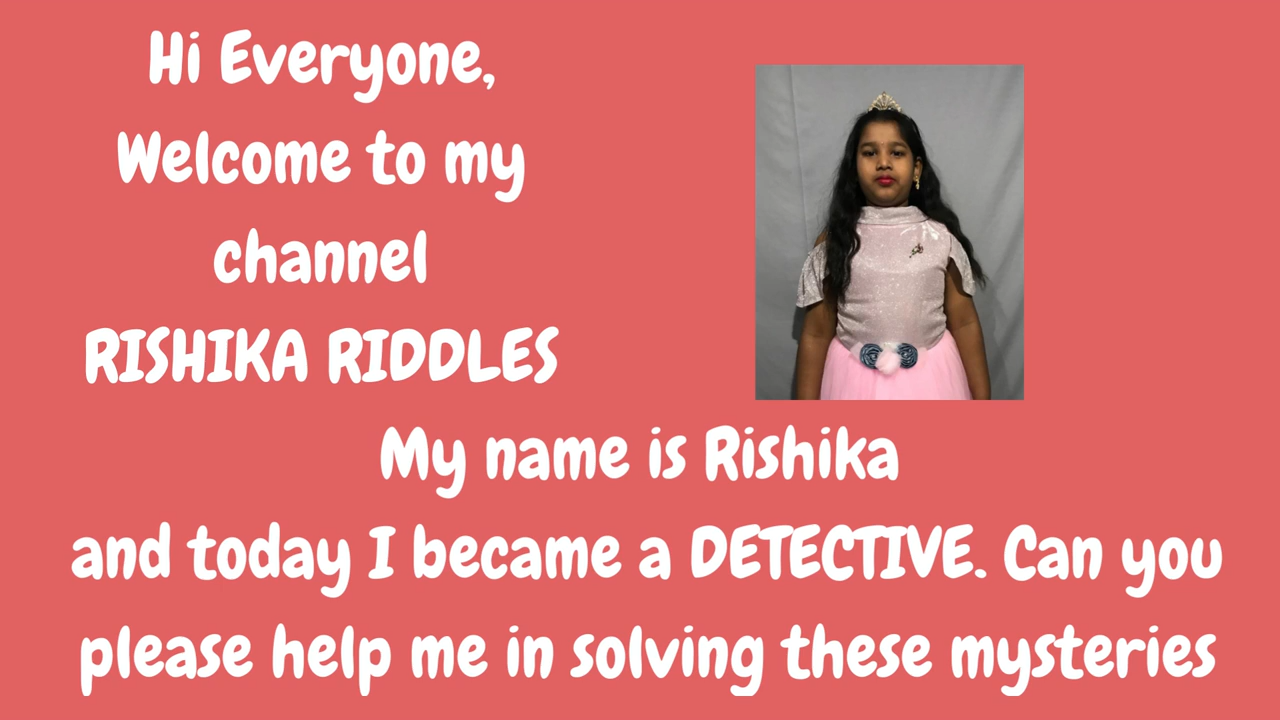 Hi Everyone,
Welcome to my
channel
RISHIKA RIDDLES
My name is Rishika
and today I became a DETECTIVE. Can you
please help me in solving these mysteries